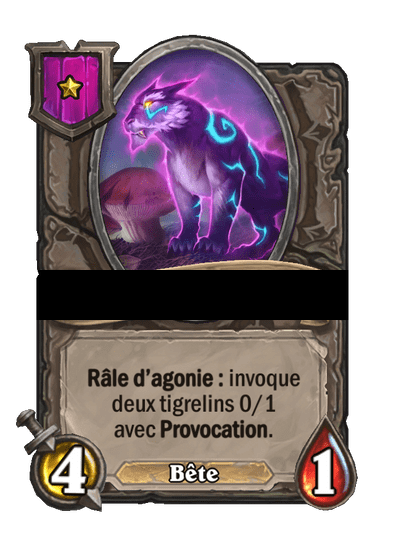 Râle d'agonie : invoque
deux tigrelins 0/1
avec Provocation.
4
Bête
1